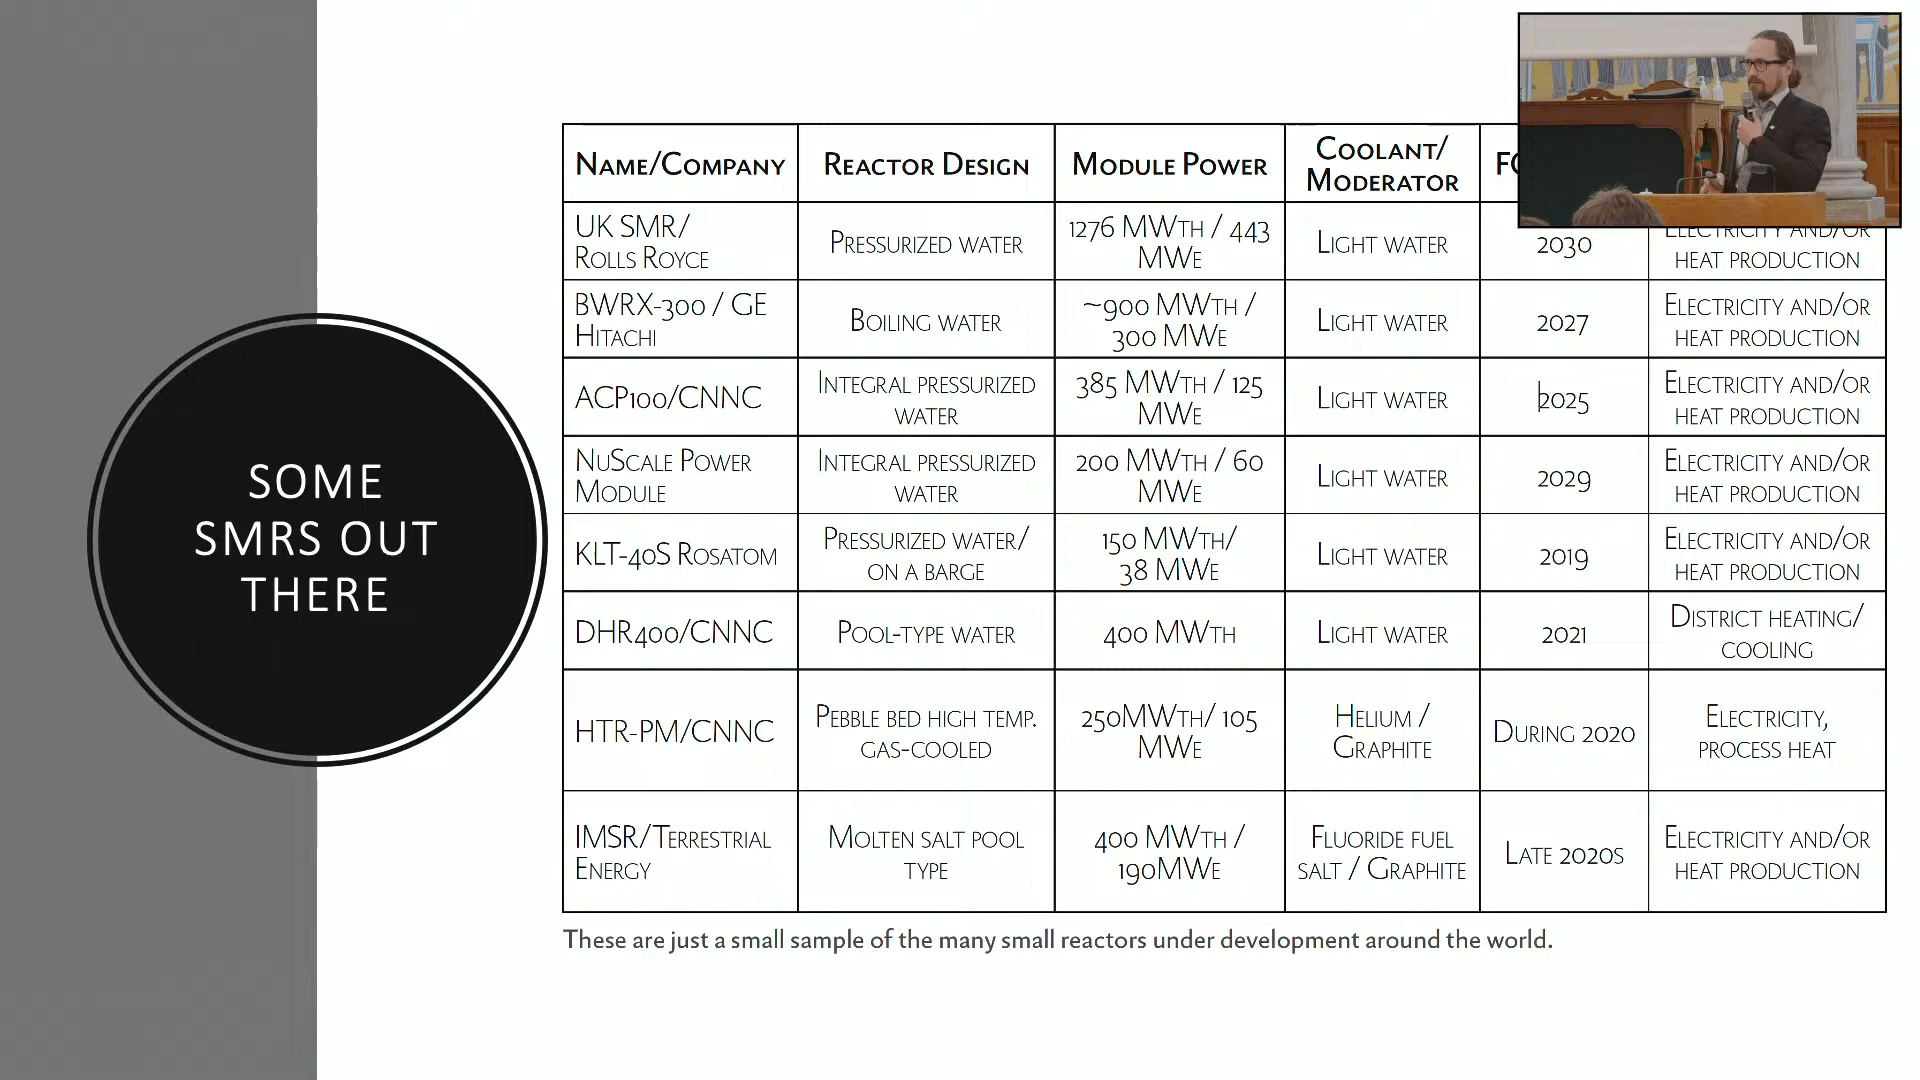 SOME
SMRS OUT
THERE
NAME/COMPANY
REACTOR DESIGN
MODULE POWER
COOLANT/
MODERATOR
UK SMR/
ROLLS ROYCE
PRESSURIZED WATER
1276 MWTH / 443
MWE
LIGHT WATER
2030
ELECTRICITY AND/OR
HEAT PRODUCTION
BWRX-300 / GE
HITACHI
BOILING WATER
~900 MWTH /
300 MWE
LIGHT WATER
2027
ELECTRICITY AND/OR
HEAT PRODUCTION
ACP100/CNNC
INTEGRAL PRESSURIZED
WATER
385 MWTH / 125
MWE
LIGHT WATER
2025
ELECTRICITY AND/OR
HEAT PRODUCTION
NUSCALE POWER
MODULE
INTEGRAL PRESSURIZED
WATER
200 MWTH / 60
MWE
LIGHT WATER
2029
ELECTRICITY AND/OR
HEAT PRODUCTION
KLT-40S ROSATOM
PRESSURIZED WATER/
ON A BARGE
150 MWTH/
38 MWE
LIGHT WATER
2019
ELECTRICITY AND/OR
HEAT PRODUCTION
DHR400/CNNC
POOL-TYPE WATER
400 MWTH
LIGHT WATER
2021
DISTRICT HEATING/
COOLING
HTR-PM/CNNC
PEBBLE BED HIGH TEMP.
GAS-COOLED
250MWTH/ 105
MWE
HELIUM /
GRAPHITE
DURING 2020
ELECTRICITY,
PROCESS HEAT
IMSR/TERRESTRIAL
ENERGY
MOLTEN SALT POOL
TYPE
400 MWTH /
190MWE
FLUORIDE FUEL
SALT / GRAPHITE
LATE 2020S
ELECTRICITY AND/OR
HEAT PRODUCTION
These are just a small sample of the many small reactors under development around the world.